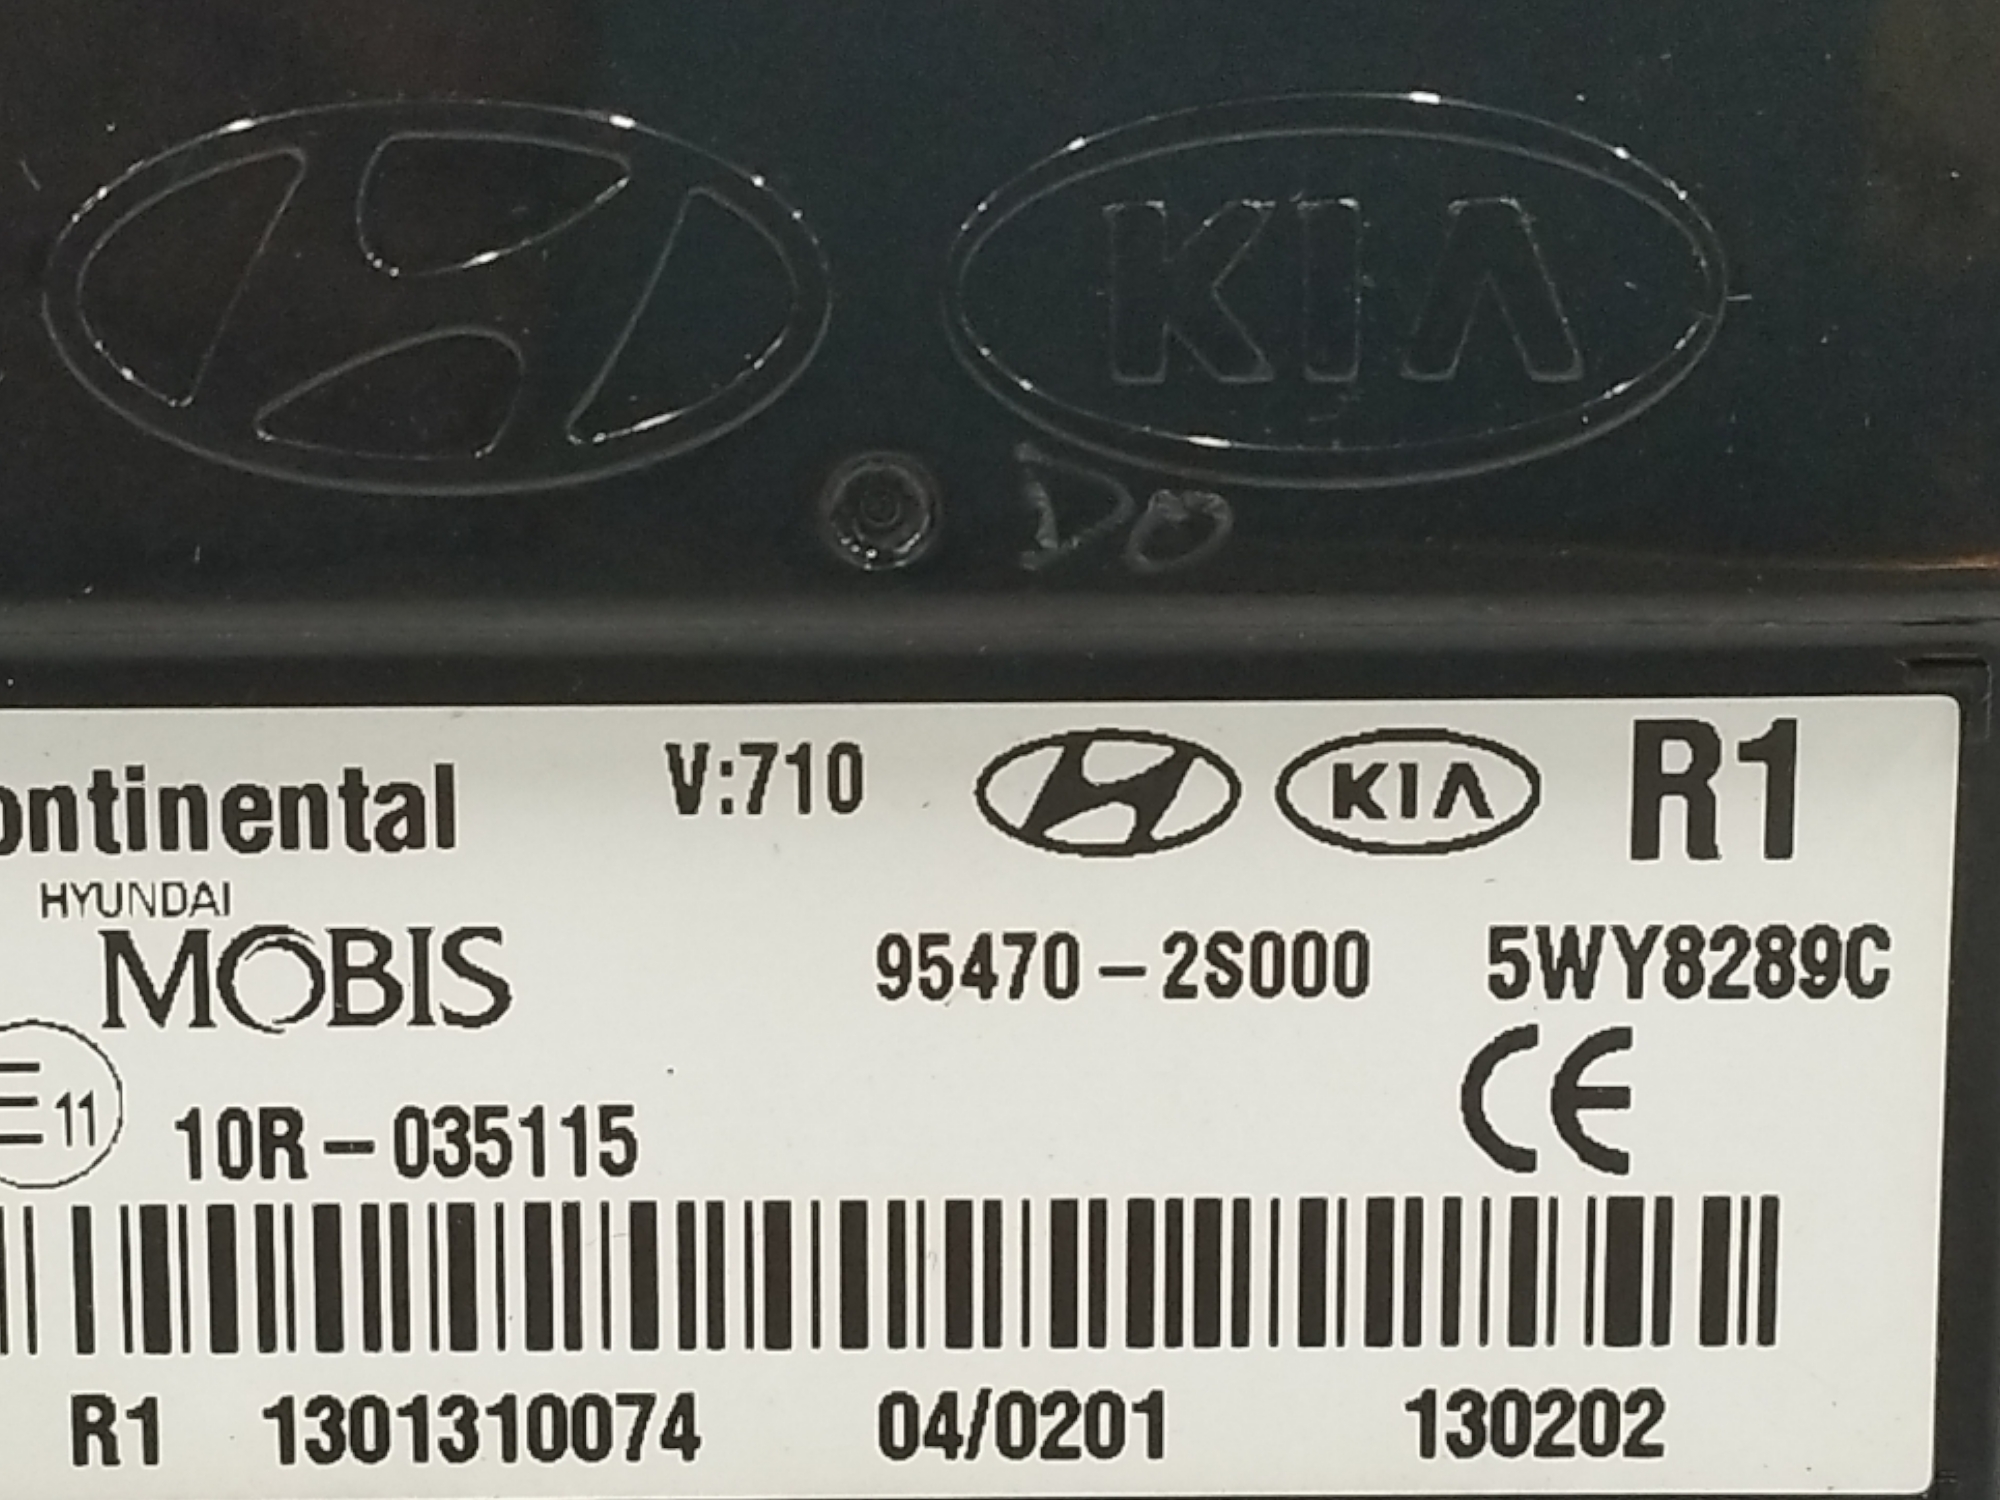 KIA
DO
ontinental V:710 KIA R1
HYUNDAI
MOBIS 95470-2S000 5WY8289C
E11 10R-035115 CE
R1 1301310074 04/0201 130202